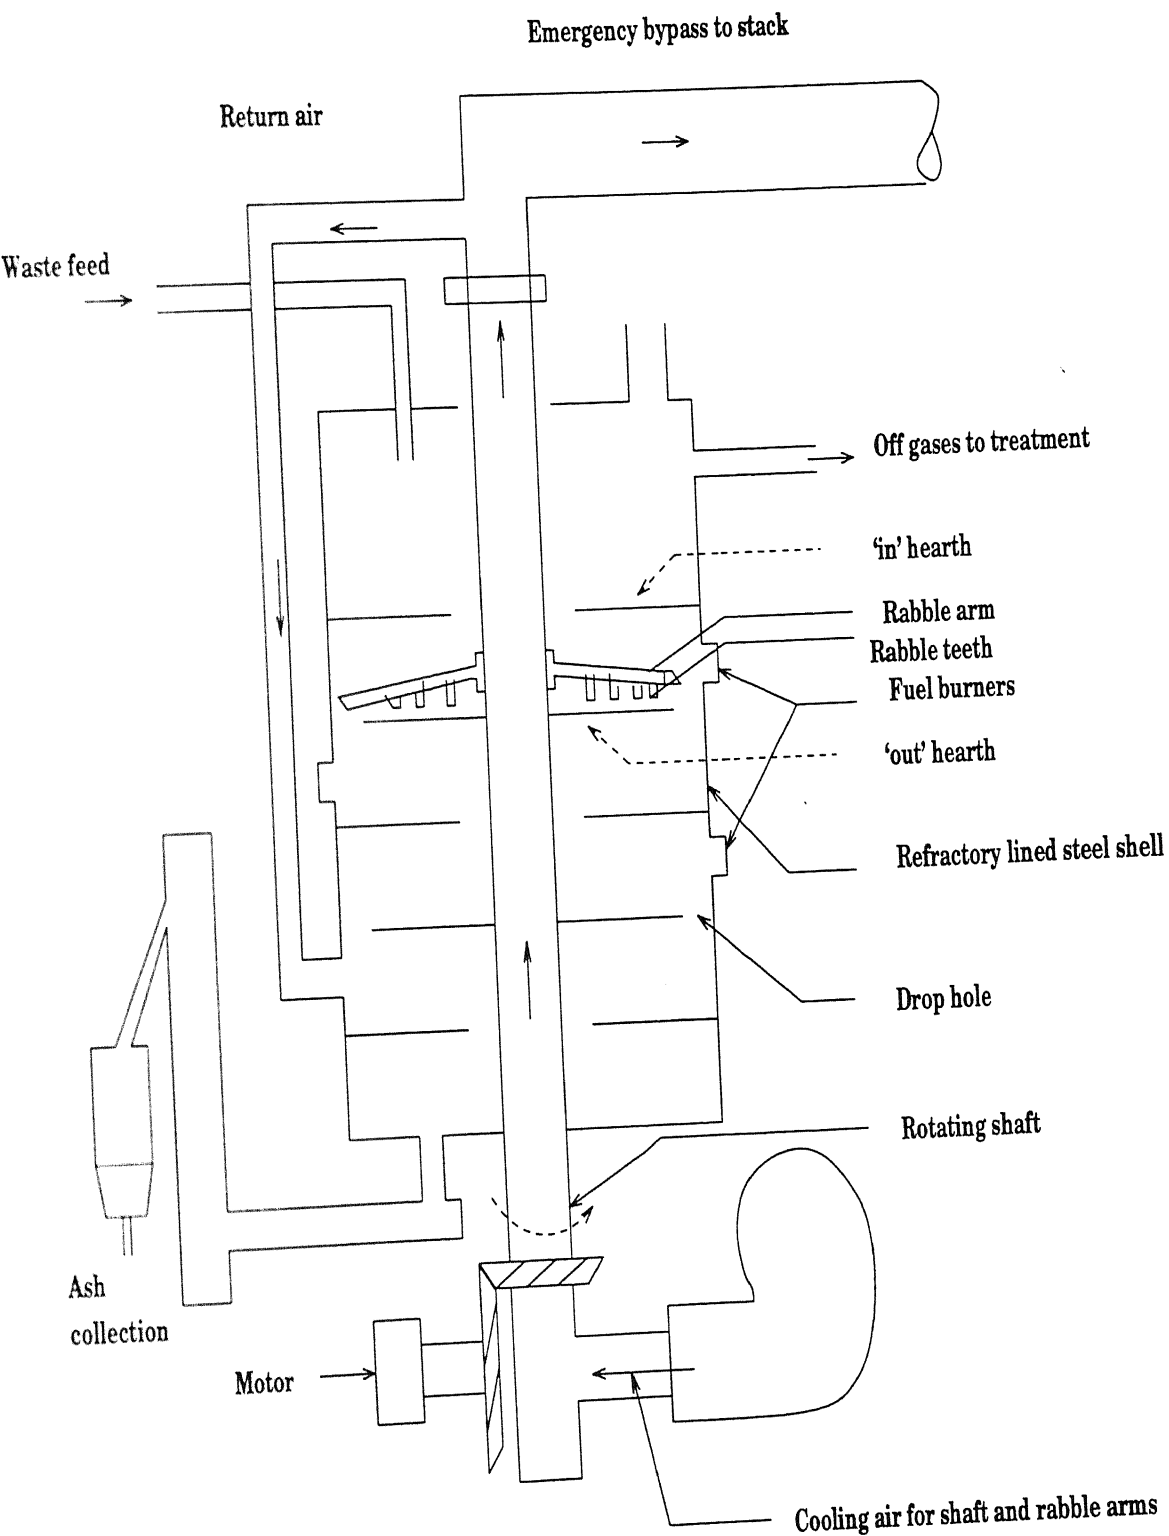 Emergency bypass to stack
Return air
Waste feed
Off gases to treatment
‘in’ hearth
Rabble arm
Rabble teeth
Fuel burners
‘out’ hearth
Refractory lined steel shell
Drop hole
Rotating shaft
Ash
collection
Motor
Cooling air for shaft and rabble arms